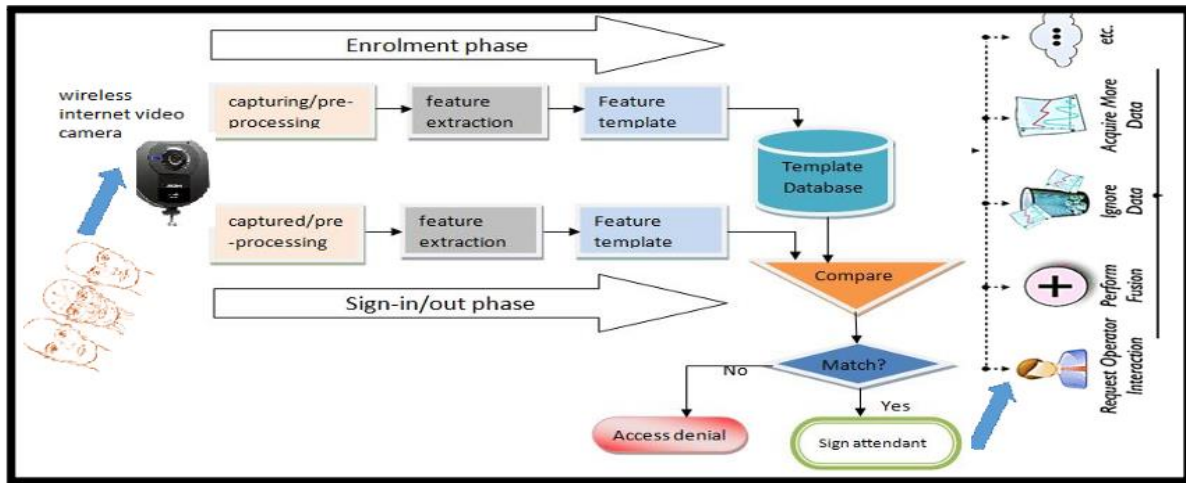 Enrolment phase
wireless
internet video
camera
capturing/pre-
processing
feature
extraction
Feature
template
Template
Database
captured/pre
-processing
feature
extraction
Feature
template
Compare
Sign-in/out phase
Match?
No
Yes
Access denial
Sign attendant
etc.
Acquire More
Data
Ignore
Data
Perform
Fusion
Request Operator
Interaction